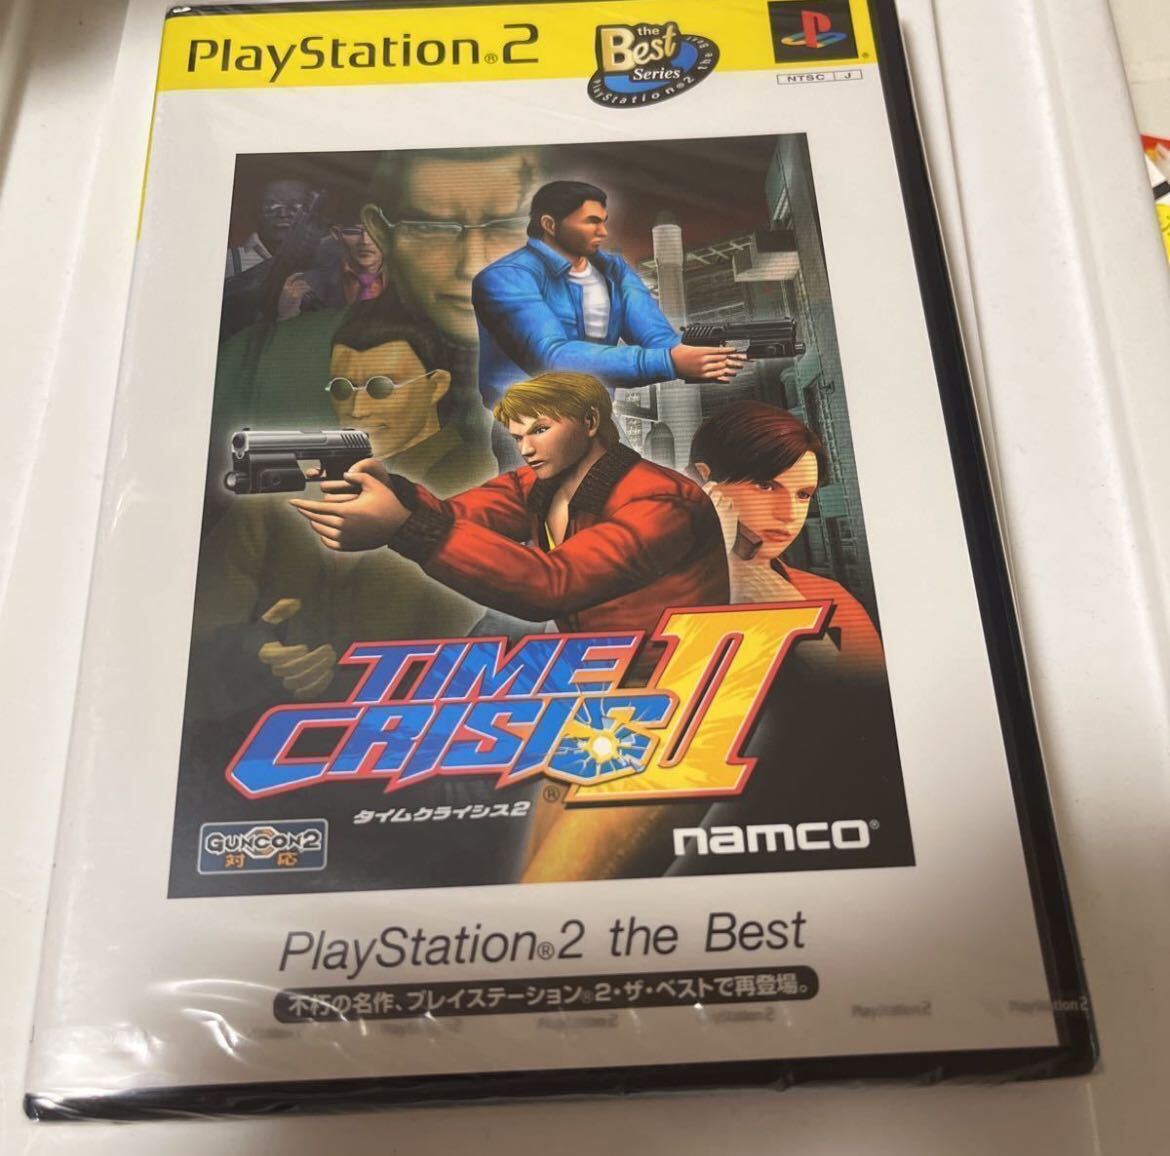 PlayStation®2
the Best Series
PlayStation®2 the Best
NTSC J
TIME CRISIS II
®
タイムクライシス2
GUNCON2
対応
namco®
PlayStation®2 the Best
不朽の名作、プレイステーション®2・ザ・ベストで再登場。
PlayStation 2